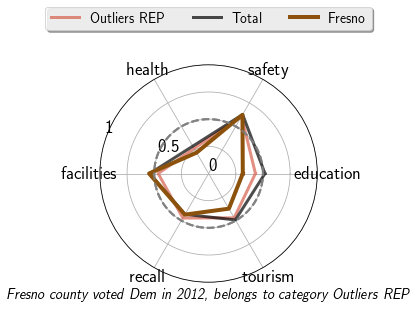 Outliers REP Total Fresno
health safety
1
0.5
0
facilities education
recall tourism
Fresno county voted Dem in 2012, belongs to category Outliers REP